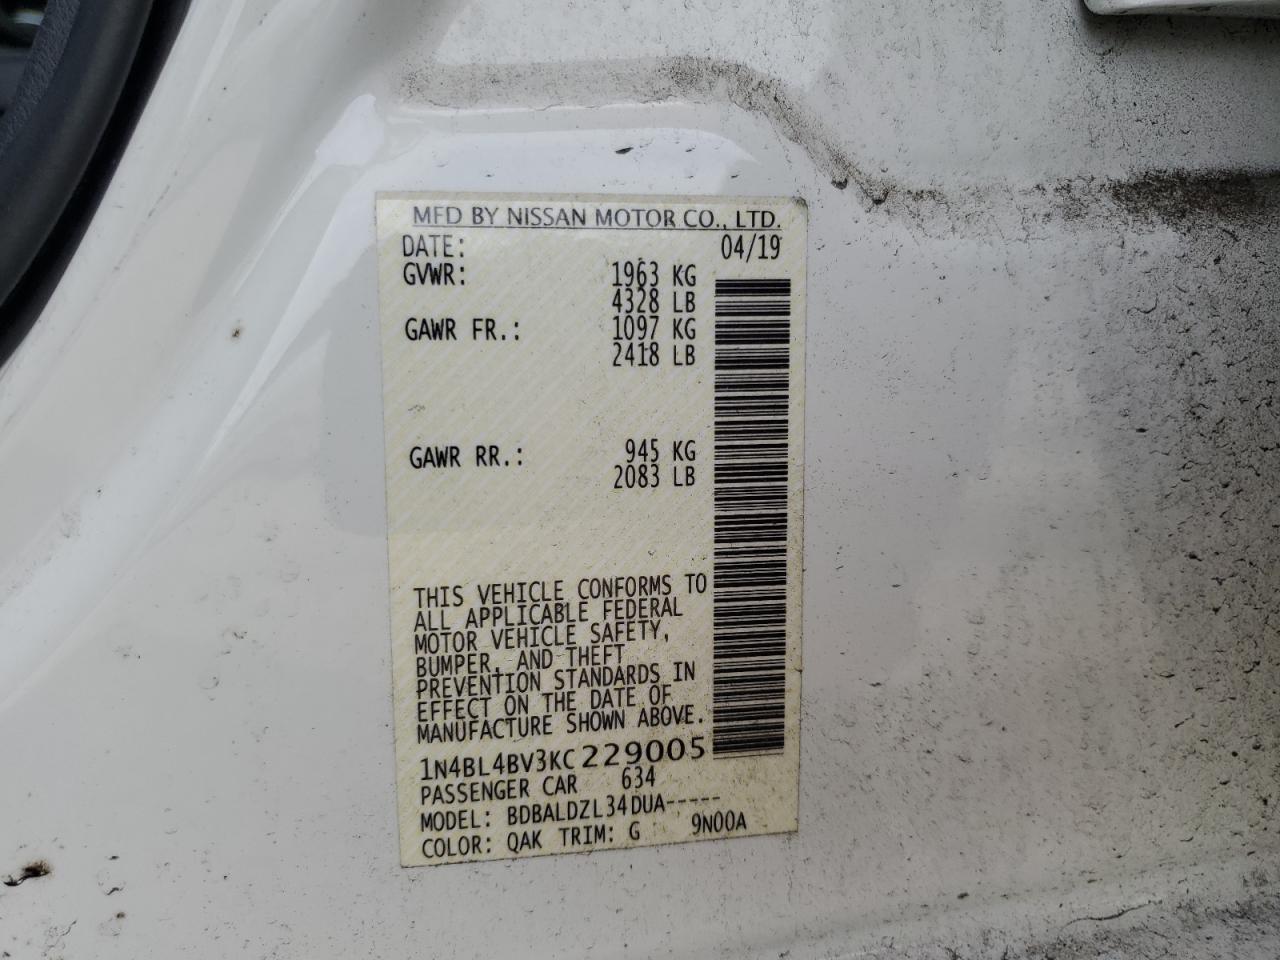 MFD BY NISSAN MOTOR CO., LTD.
DATE: 04/19
GVWR: 1963 KG
4328 LB
GAWR FR.: 1097 KG
2418 LB
GAWR RR.: 945 KG
2083 LB
THIS VEHICLE CONFORMS TO
ALL APPLICABLE FEDERAL
MOTOR VEHICLE SAFETY,
BUMPER, AND THEFT
PREVENTION STANDARDS IN
EFFECT ON THE DATE OF
MANUFACTURE SHOWN ABOVE.
1N4BL4BV3KC229005
PASSENGER CAR 634
MODEL: BDBALDZL34DUA-----
COLOR: QAK TRIM: G 9N00A